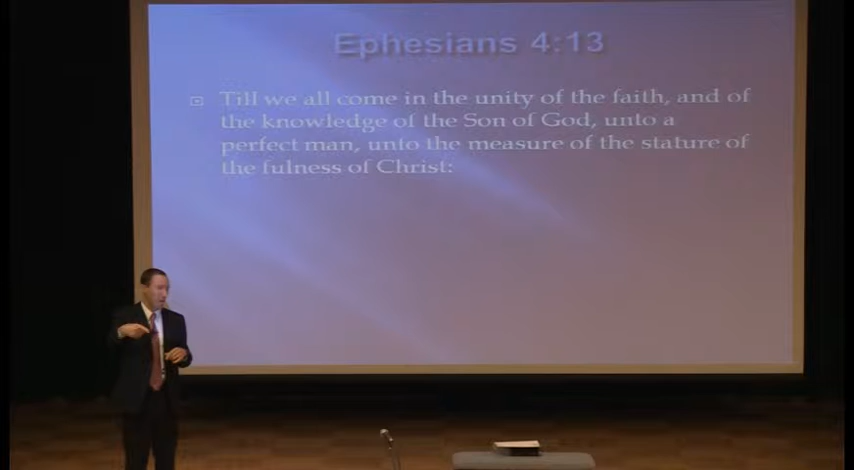 Ephesians 4:13
Till we all come in the unity of the faith, and of
the knowledge of the Son of God, unto a
perfect man, unto the measure of the stature of
the fulness of Christ: